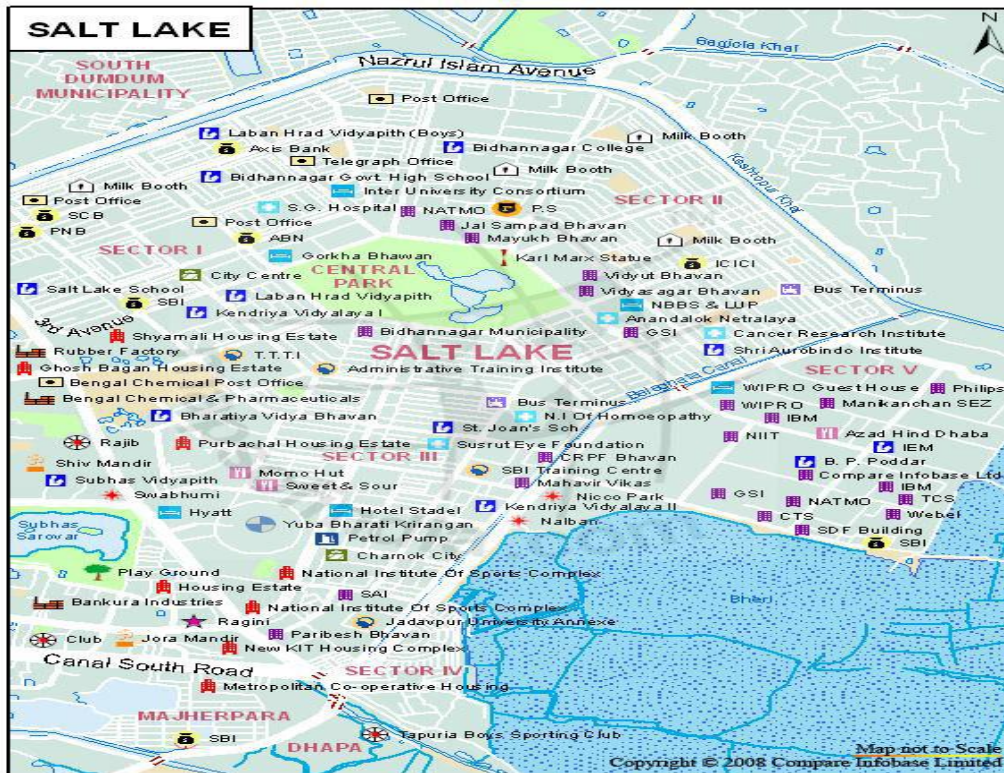 SALT LAKE
N
SOUTH
DUMDUM
MUNICIPALITY
Nazrul Islam Avenue
Bagjola Khal
Post Office
Laban Hrad Vidyapith (Boys)
Axis Bank
Bidhannagar College
Milk Booth
Telegraph Office
Kestopur Khal
Bidhannagar Govt. High School
Milk Booth
Milk Booth
Inter University Consortium
Post Office
S.G. Hospital
NATMO
P.S
SECTOR II
SCB
Post Office
Jal Sampad Bhavan
PNB
ABN
Mayukh Bhavan
Milk Booth
SECTOR I
Gorkha Bhawan
Karl Marx Statue
ICICI
City Centre
CENTRAL
PARK
Vidyut Bhavan
Salt Lake School
Laban Hrad Vidyapith
Vidyasagar Bhavan
Bus Terminus
SBI
NBBS & LUP
Kendriya Vidyalaya I
Anandalok Netralaya
3rd Avenue
Shyamali Housing Estate
Bidhannagar Municipality
GSI
Cancer Research Institute
Rubber Factory
T.T.T.I
SALT LAKE
Shri Aurobindo Institute
Ghosh Bagan Housing Estate
Administrative Training Institute
SECTOR V
Bengal Chemical Post Office
Beleghata Canal
WIPRO Guest House
Philips
Bengal Chemical & Pharmaceuticals
Bus Terminus
WIPRO
Manikanchan SEZ
Bharatiya Vidya Bhavan
N.I Of Homoeopathy
IBM
St. Joan's Sch
NIIT
Azad Hind Dhaba
Rajib
Purbachal Housing Estate
Susrut Eye Foundation
IEM
SECTOR III
CRPF Bhavan
B. P. Poddar
Shiv Mandir
Momo Hut
SBI Training Centre
Compare Infobase Ltd
Subhas Vidyapith
Sweet & Sour
Mahavir Vikas
IBM
Swabhumi
Nicco Park
GSI
NATMO
TCS
Hyatt
Hotel Stadel
Kendriya Vidyalaya II
CTS
Webel
Subhas
Sarovar
Yuba Bharati Krirangan
Nalban
SDF Building
Petrol Pump
SBI
Charnok City
Play Ground
National Institute Of Sports Complex
Housing Estate
SAI
Bheri
Bankura Industries
National Institute Of Sports Complex
Ragini
Jadavpur University Annexe
Club
Jora Mandir
Paribesh Bhavan
New KIT Housing Complex
Canal South Road
SECTOR IV
Metropolitan Co-operative Housing
MAJHERPARA
SBI
DHAPA
Tapuria Boys Sporting Club
Map not to Scale
Copyright © 2008 Compare Infobase Limited